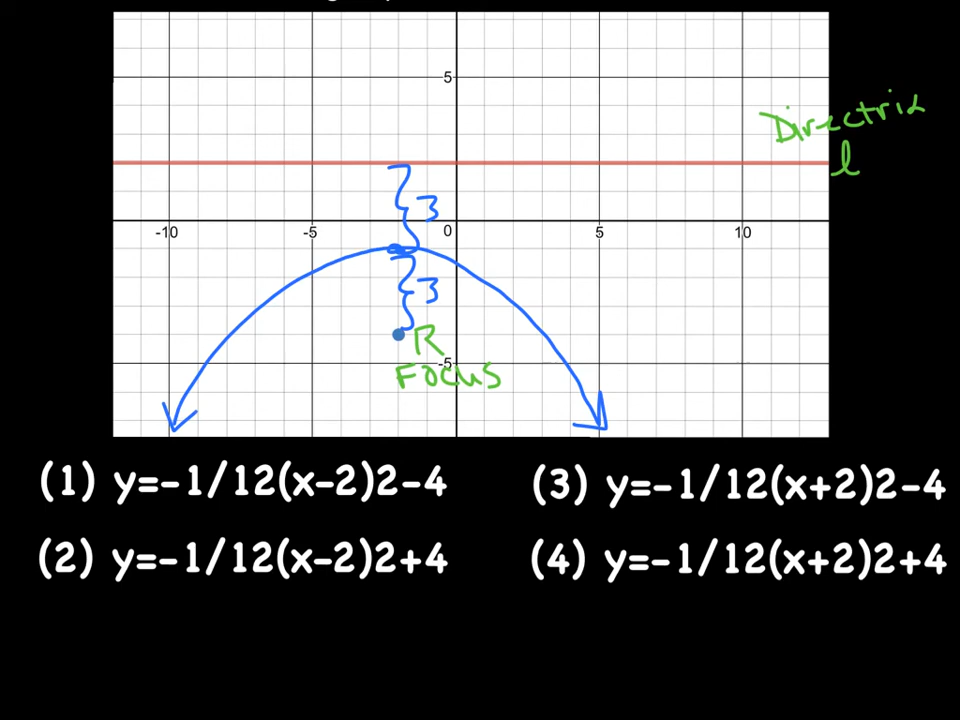 5
Directrix
l
3
-10 -5 0 5 10
3
R
-5
Focus
(1) y=-1/12(x-2)2-4 (3) y=-1/12(x+2)2-4
(2) y=-1/12(x-2)2+4 (4) y=-1/12(x+2)2+4